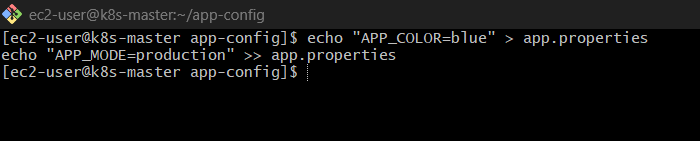 ec2-user@k8s-master:~/app-config
[ec2-user@k8s-master app-config]$ echo "APP_COLOR=blue" > app.properties
echo "APP_MODE=production" >> app.properties
[ec2-user@k8s-master app-config]$